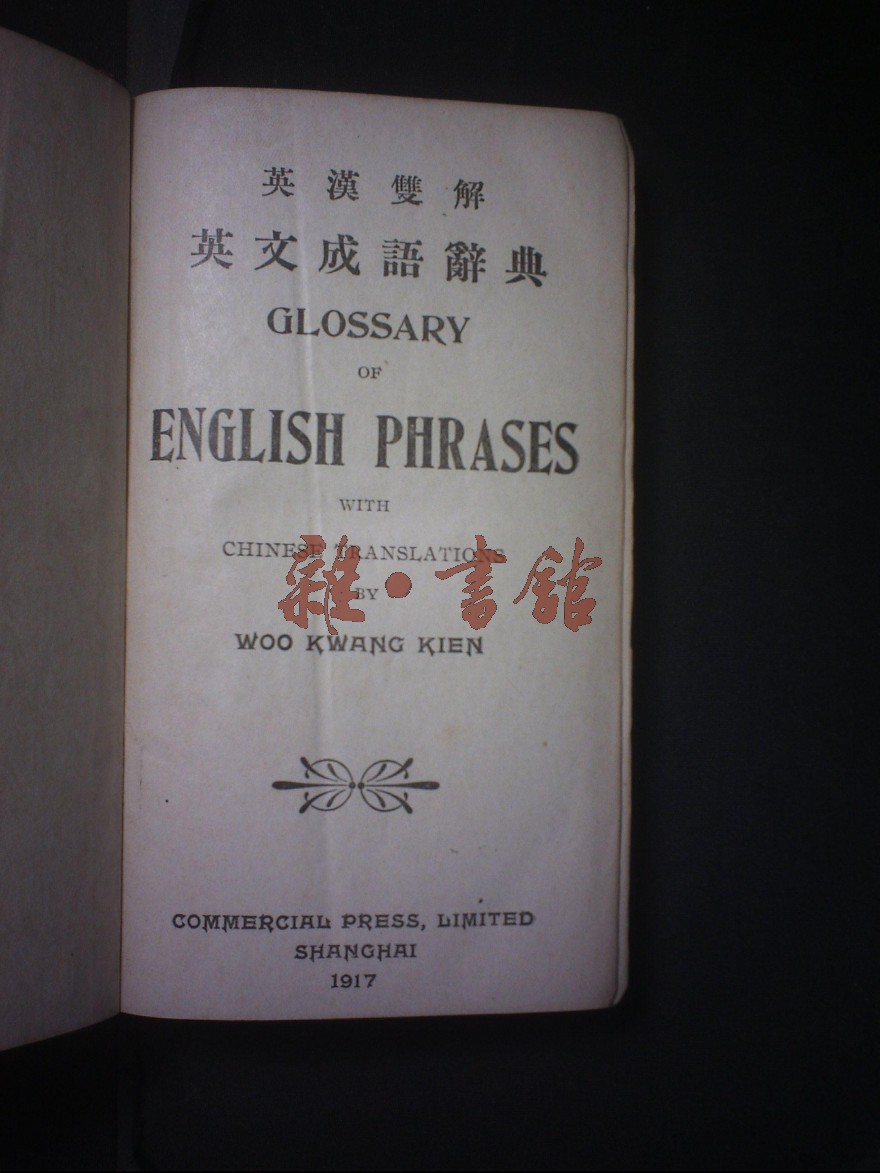 英漢雙解
英文成語辭典
GLOSSARY
OF
ENGLISH PHRASES
WITH
CHINESE TRANSLATIONS
BY
雜·書館
WOO KWANG KIEN
COMMERCIAL PRESS, LIMITED
SHANGHAI
1917